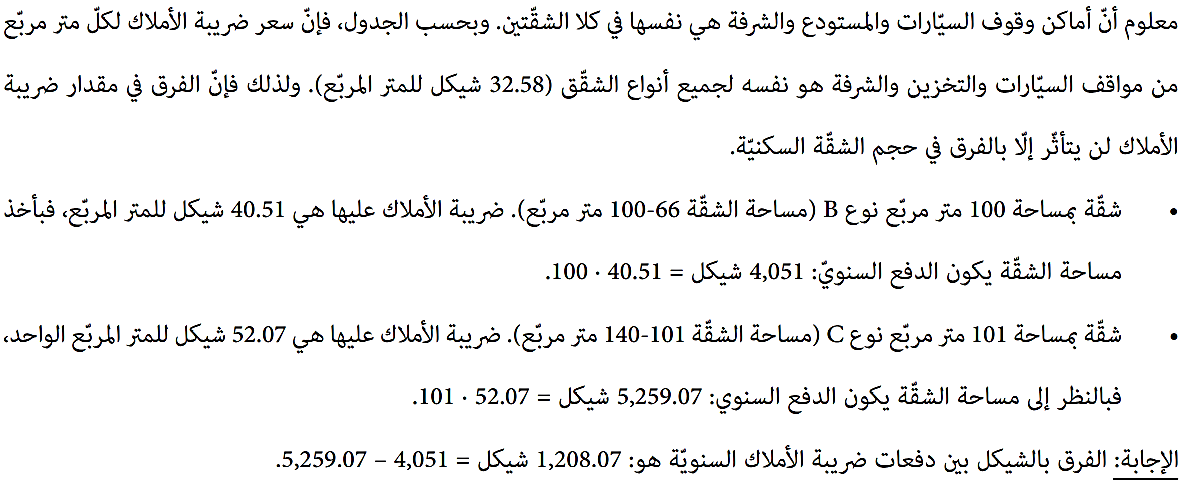 معلوم أنّ أماكن وقوف السيّارات والمستودع والشرفة هي نفسها في كلا الشقّتين. وبحسب الجدول، فإنّ سعر ضريبة الأملاك لكلّ متر مربّع
من مواقف السيّارات والتخزين والشرفة هو نفسه لجميع أنواع الشقّق (32.58 شيكل للمتر المربّع). ولذلك فإنّ الفرق في مقدار ضريبة
الأملاك لن يتأثّر إلّا بالفرق في حجم الشقّة السكنيّة.
• شقّة بمساحة 100 متر مربّع نوع B (مساحة الشقّة 66-100 متر مربّع). ضريبة الأملاك عليها هي 40.51 شيكل للمتر المربّع، فبأخذ
مساحة الشقّة يكون الدفع السنويّ: 4,051 شيكل = 40.51 · 100.
• شقّة بمساحة 101 متر مربّع نوع C (مساحة الشقّة 101-140 متر مربّع). ضريبة الأملاك عليها هي 52.07 شيكل للمتر المربّع الواحد،
فبالنظر إلى مساحة الشقّة يكون الدفع السنوي: 5,259.07 شيكل = 52.07 · 101.
الإجابة: الفرق بالشيكل بين دفعات ضريبة الأملاك السنويّة هو: 1,208.07 شيكل = 4,051 – 5,259.07.